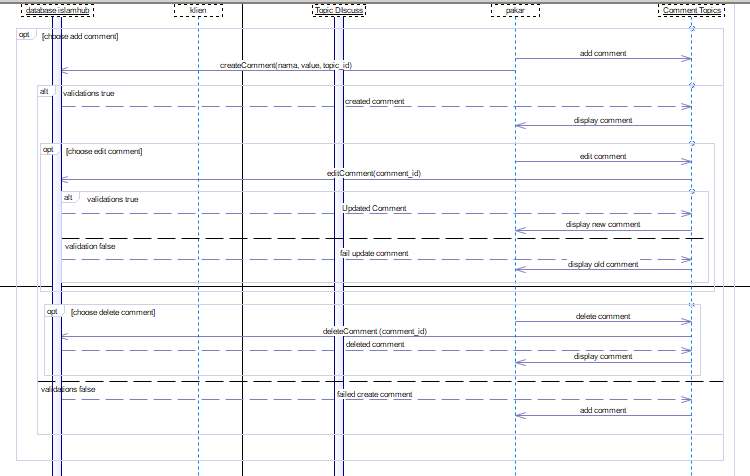 database islamhub
klien
Topic DIscuss
pakar
Comment Topics
opt
[choose add comment]
add comment
createComment(nama, value, topic_id)
alt
validations true
created comment
display comment
opt
[choose edit comment]
edit comment
editComment(comment_id)
alt
validations true
Updated Comment
display new comment
validation false
fail update comment
display old comment
opt
[choose delete comment]
delete comment
deleteComment (comment_id)
deleted comment
display comment
validations false
failed create comment
add comment